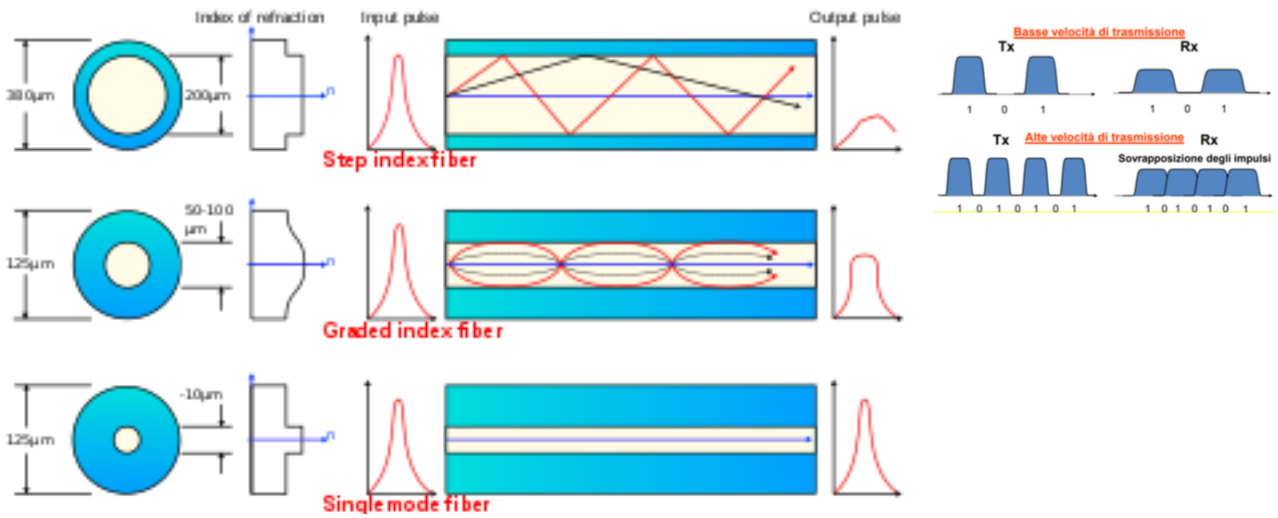 Index of refraction
Input pulse
Output pulse
380µm
200µm
n
Step index fiber
50-100
µm
125µm
n
Graded index fiber
-10µm
125µm
n
Single mode fiber
Basse velocità di trasmissione
Tx
Rx
1 0 1
1 0 1
Alte velocità di trasmissione
Tx
Rx
Sovrapposizione degli impulsi
1 0 1 0 1 0 1
1 0 1 0 1 0 1